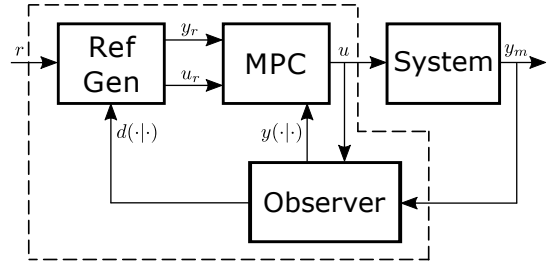 r
Ref Gen
y_r
u_r
MPC
u
System
y_m
d(·|·)
y(·|·)
Observer